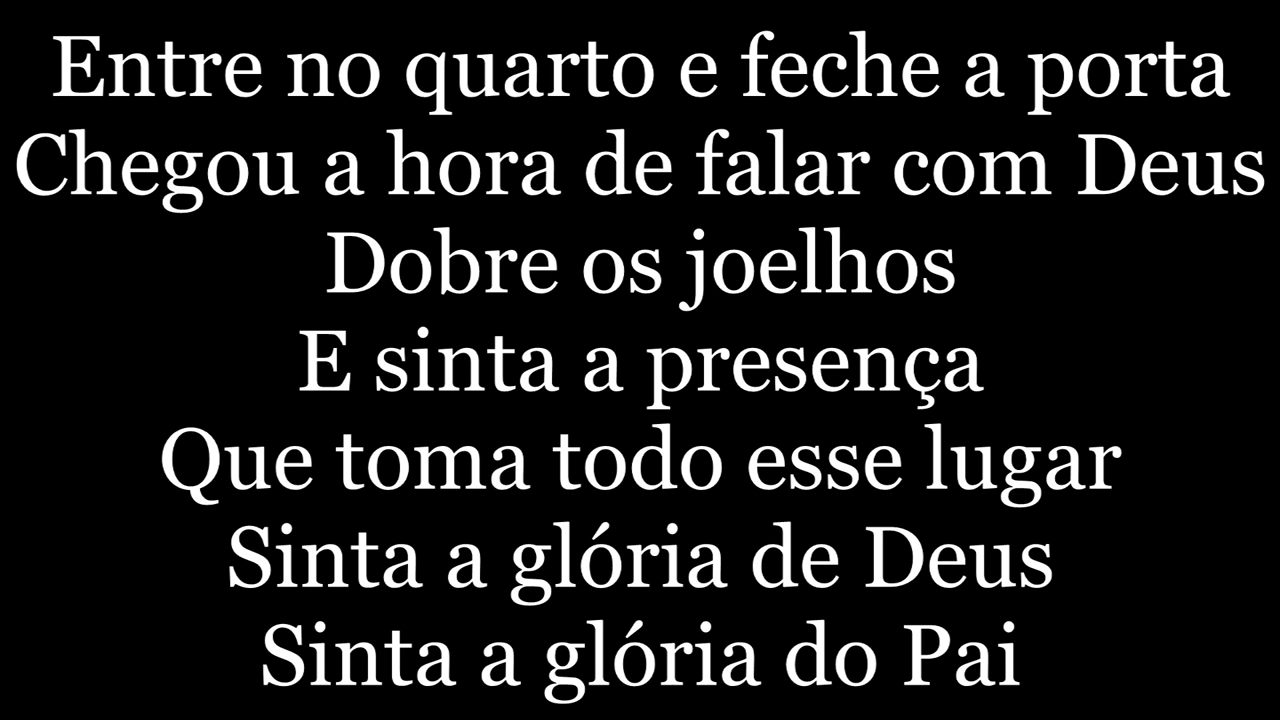 Entre no quarto e feche a porta
Chegou a hora de falar com Deus
Dobre os joelhos
E sinta a presença
Que toma todo esse lugar
Sinta a glória de Deus
Sinta a glória do Pai